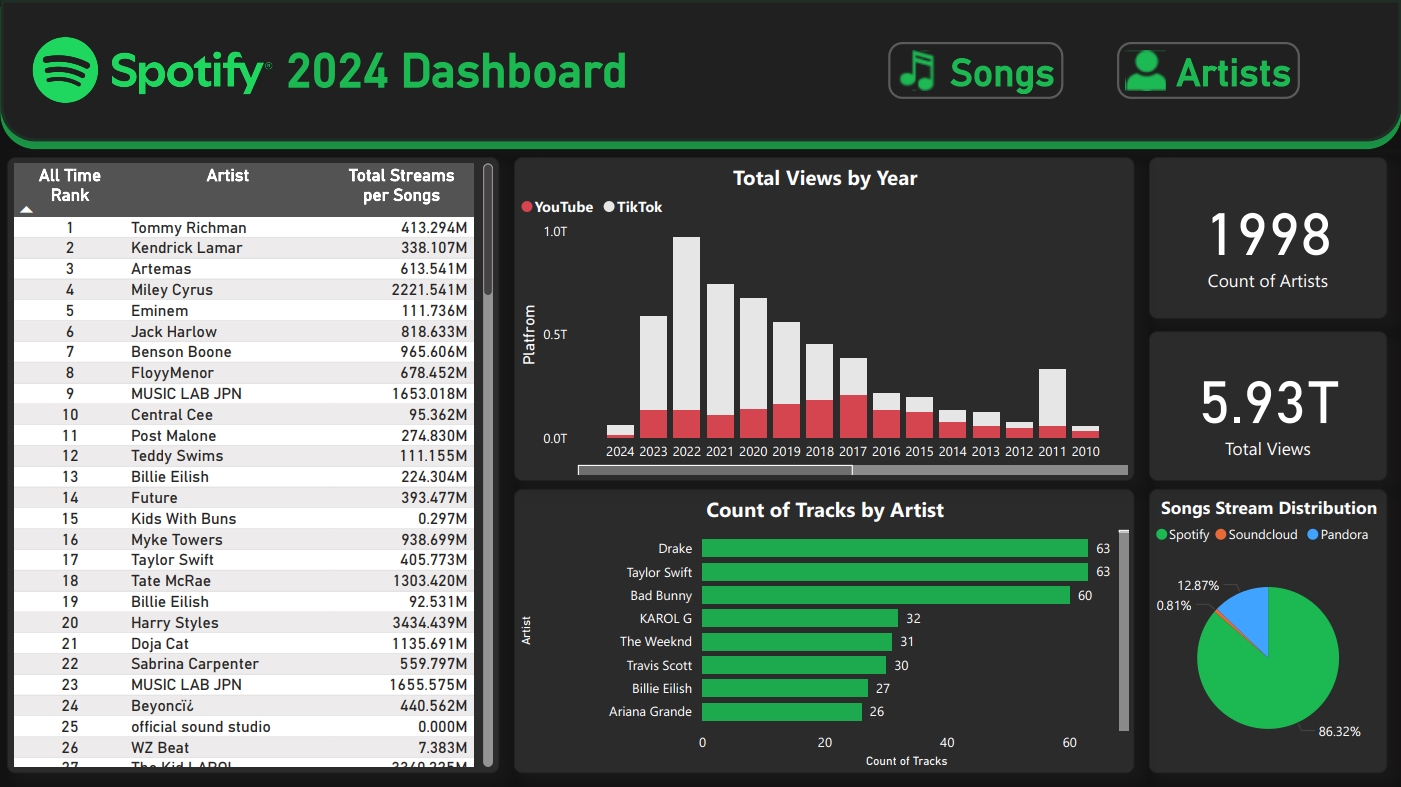 Spotify® 2024 Dashboard
Songs
Artists
All Time Rank Artist Total Streams per Songs
1 Tommy Richman 413.294M
2 Kendrick Lamar 338.107M
3 Artemas 613.541M
4 Miley Cyrus 2221.541M
5 Eminem 111.736M
6 Jack Harlow 818.633M
7 Benson Boone 965.606M
8 FloyyMenor 678.452M
9 MUSIC LAB JPN 1653.018M
10 Central Cee 95.362M
11 Post Malone 274.830M
12 Teddy Swims 111.155M
13 Billie Eilish 224.304M
14 Future 393.477M
15 Kids With Buns 0.297M
16 Myke Towers 938.699M
17 Taylor Swift 405.773M
18 Tate McRae 1303.420M
19 Billie Eilish 92.531M
20 Harry Styles 3434.439M
21 Doja Cat 1135.691M
22 Sabrina Carpenter 559.797M
23 MUSIC LAB JPN 1655.575M
24 Beyoncï¿ 440.562M
25 official sound studio 0.000M
26 WZ Beat 7.383M
Total Views by Year
YouTube TikTok
Platfrom
1.0T
0.5T
0.0T
2024 2023 2022 2021 2020 2019 2018 2017 2016 2015 2014 2013 2012 2011 2010
Count of Tracks by Artist
Artist
Drake 63
Taylor Swift 63
Bad Bunny 60
KAROL G 32
The Weeknd 31
Travis Scott 30
Billie Eilish 27
Ariana Grande 26
0 20 40 60
Count of Tracks
1998
Count of Artists
5.93T
Total Views
Songs Stream Distribution
Spotify Soundcloud Pandora
12.87%
0.81%
86.32%